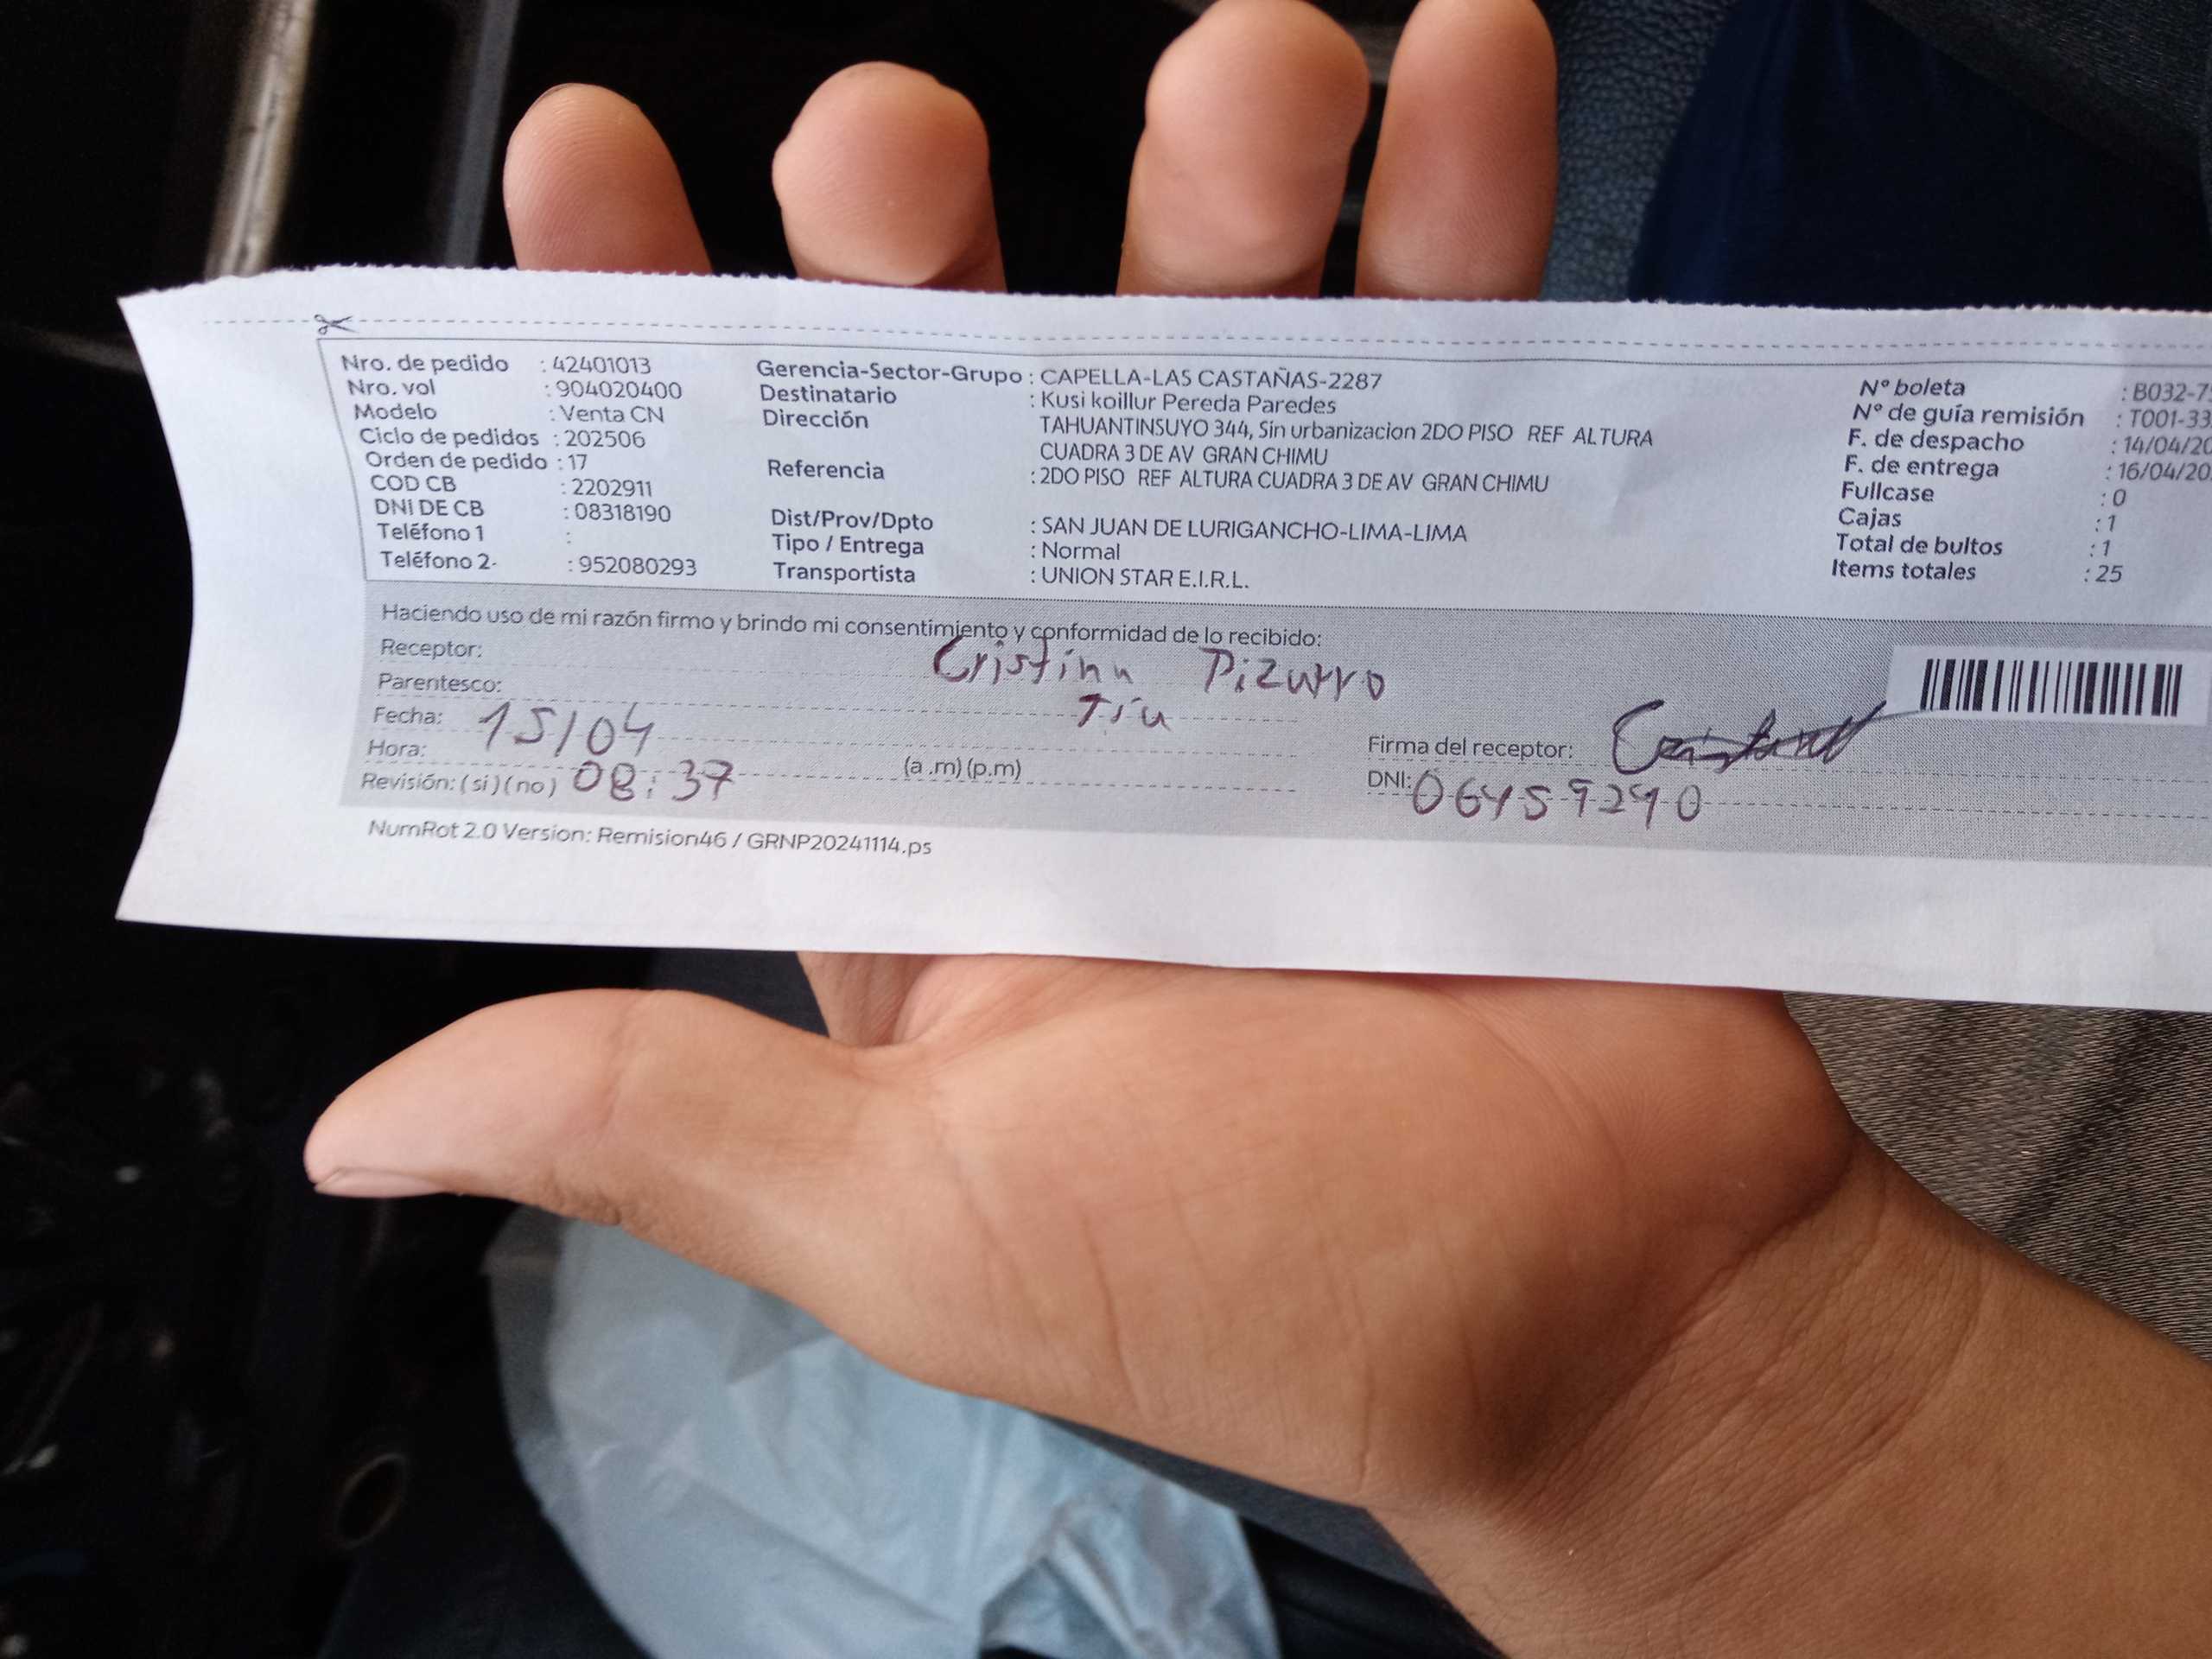 Nro. de pedido : 42401013
Nro. vol : 904020400
Modelo : Venta CN
Ciclo de pedidos : 202506
Orden de pedido : 17
COD CB : 2202911
DNI DE CB : 08318190
Teléfono 1 :
Teléfono 2- : 952080293
Gerencia-Sector-Grupo : CAPELLA-LAS CASTAÑAS-2287
Destinatario : Kusi koillur Pereda Paredes
Dirección TAHUANTINSUYO 344, Sin urbanizacion 2DO PISO REF ALTURA
CUADRA 3 DE AV GRAN CHIMU
Referencia : 2DO PISO REF ALTURA CUADRA 3 DE AV GRAN CHIMU
Dist/Prov/Dpto : SAN JUAN DE LURIGANCHO-LIMA-LIMA
Tipo / Entrega : Normal
Transportista : UNION STAR E.I.R.L.
N° boleta : B032-7
N° de guía remisión : T001-33
F. de despacho : 14/04/20
F. de entrega : 16/04/20
Fullcase : 0
Cajas : 1
Total de bultos : 1
Items totales : 25
Haciendo uso de mi razón firmo y brindo mi consentimiento y conformidad de lo recibido:
Receptor: Cristina Pizarro
Parentesco: Tía
Fecha: 15/04
Hora: (a .m) (p.m)
Revisión: (si) (no) 08:37
Firma del receptor:
DNI: 06459290
NumRot 2.0 Version: Remision46 / GRNP20241114.ps